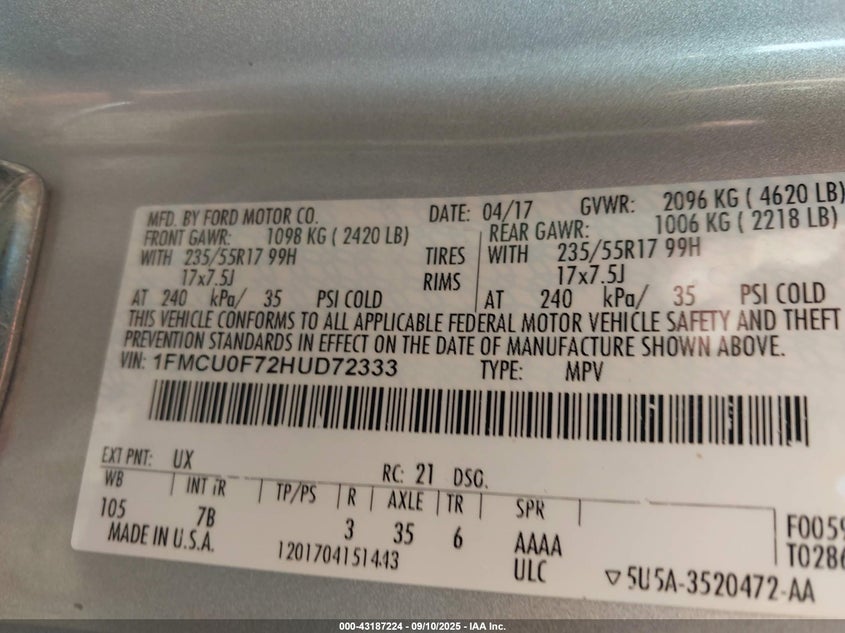 MFD. BY FORD MOTOR CO. DATE: 04/17 GVWR: 2096 KG ( 4620 LB)
FRONT GAWR: 1098 KG ( 2420 LB) REAR GAWR: 1006 KG ( 2218 LB)
WITH 235/55R17 99H TIRES WITH 235/55R17 99H
17x7.5J RIMS 17x7.5J
AT 240 kPa/ 35 PSI COLD AT 240 kPa/ 35 PSI COLD
THIS VEHICLE CONFORMS TO ALL APPLICABLE FEDERAL MOTOR VEHICLE SAFETY AND THEFT
PREVENTION STANDARDS IN EFFECT ON THE DATE OF MANUFACTURE SHOWN ABOVE.
VIN: 1FMCU0F72HUD72333 TYPE: MPV
EXT PNT: UX RC: 21 DSO:
WB INT TR TP/PS R AXLE TR SPR
105 7B 3 35 6 AAAA F0059
MADE IN U.S.A. 1201704151443 ULC T0286
▽5U5A-3520472-AA
000-43187224 - 09/10/2025 - IAA Inc.